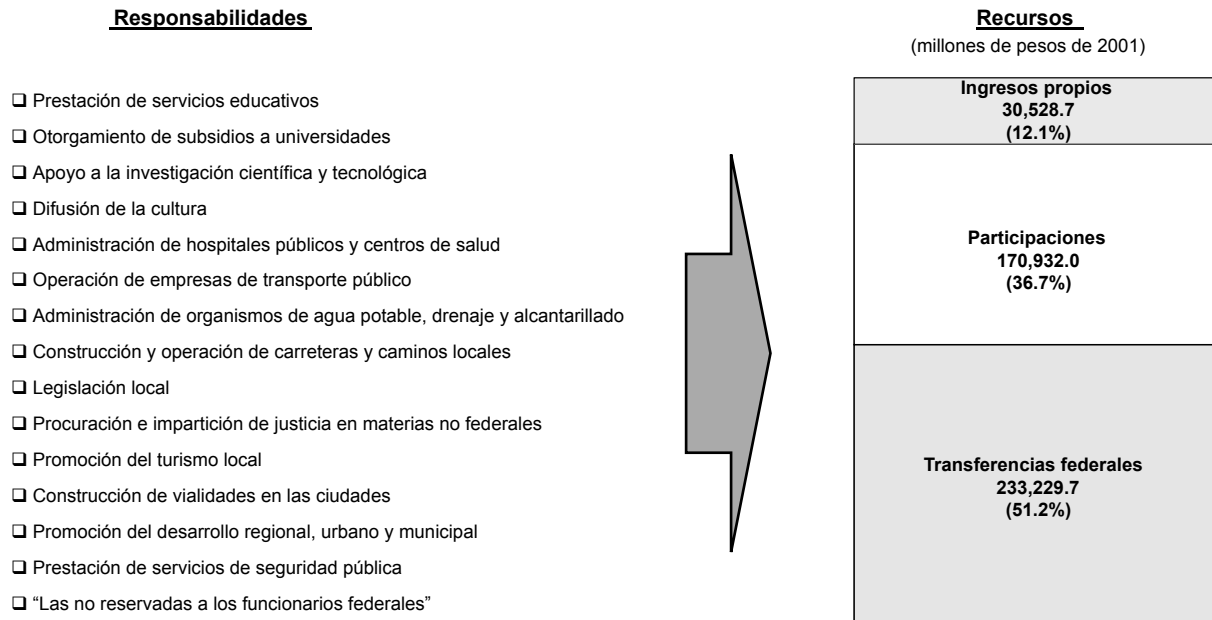 Responsabilidades
❑ Prestación de servicios educativos
❑ Otorgamiento de subsidios a universidades
❑ Apoyo a la investigación científica y tecnológica
❑ Difusión de la cultura
❑ Administración de hospitales públicos y centros de salud
❑ Operación de empresas de transporte público
❑ Administración de organismos de agua potable, drenaje y alcantarillado
❑ Construcción y operación de carreteras y caminos locales
❑ Legislación local
❑ Procuración e impartición de justicia en materias no federales
❑ Promoción del turismo local
❑ Construcción de vialidades en las ciudades
❑ Promoción del desarrollo regional, urbano y municipal
❑ Prestación de servicios de seguridad pública
❑ “Las no reservadas a los funcionarios federales”
Recursos
(millones de pesos de 2001)
Ingresos propios
30,528.7
(12.1%)
Participaciones
170,932.0
(36.7%)
Transferencias federales
233,229.7
(51.2%)